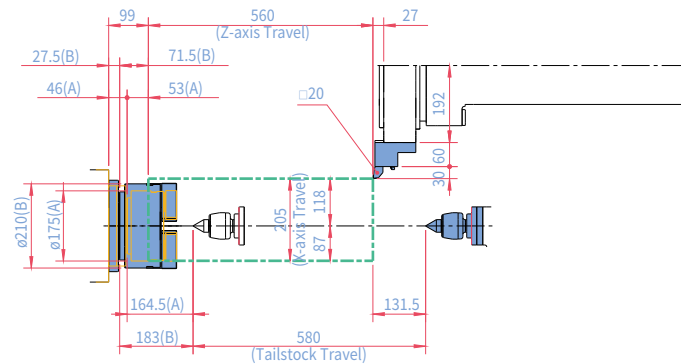 99
560
27
(Z-axis Travel)
27.5(B)
71.5(B)
46(A)
53(A)
□20
192
60
30
ø210(B)
ø175(A)
205
(X-axis Travel)
118
87
164.5(A)
131.5
183(B)
580
(Tailstock Travel)